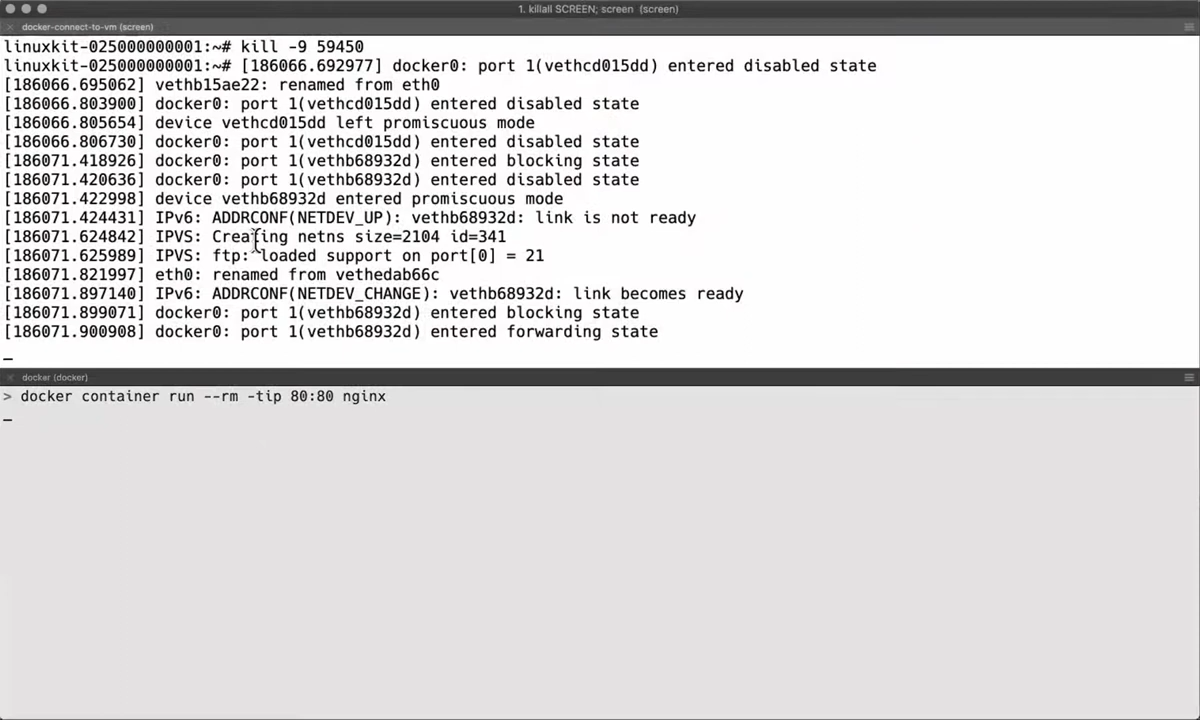 1. killall SCREEN; screen (screen)
docker-connect-to-vm (screen)
linuxkit-025000000001:~# kill -9 59450
linuxkit-025000000001:~# [186066.692977] docker0: port 1(vethcd015dd) entered disabled state
[186066.695062] vethb15ae22: renamed from eth0
[186066.803900] docker0: port 1(vethcd015dd) entered disabled state
[186066.805654] device vethcd015dd left promiscuous mode
[186066.806730] docker0: port 1(vethcd015dd) entered disabled state
[186071.418926] docker0: port 1(vethb68932d) entered blocking state
[186071.420636] docker0: port 1(vethb68932d) entered disabled state
[186071.422998] device vethb68932d entered promiscuous mode
[186071.424431] IPv6: ADDRCONF(NETDEV_UP): vethb68932d: link is not ready
[186071.624842] IPVS: Creating netns size=2104 id=341
[186071.625989] IPVS: ftp: loaded support on port[0] = 21
[186071.821997] eth0: renamed from vethedab66c
[186071.897140] IPv6: ADDRCONF(NETDEV_CHANGE): vethb68932d: link becomes ready
[186071.899071] docker0: port 1(vethb68932d) entered blocking state
[186071.900908] docker0: port 1(vethb68932d) entered forwarding state
docker (docker)
> docker container run --rm -tip 80:80 nginx